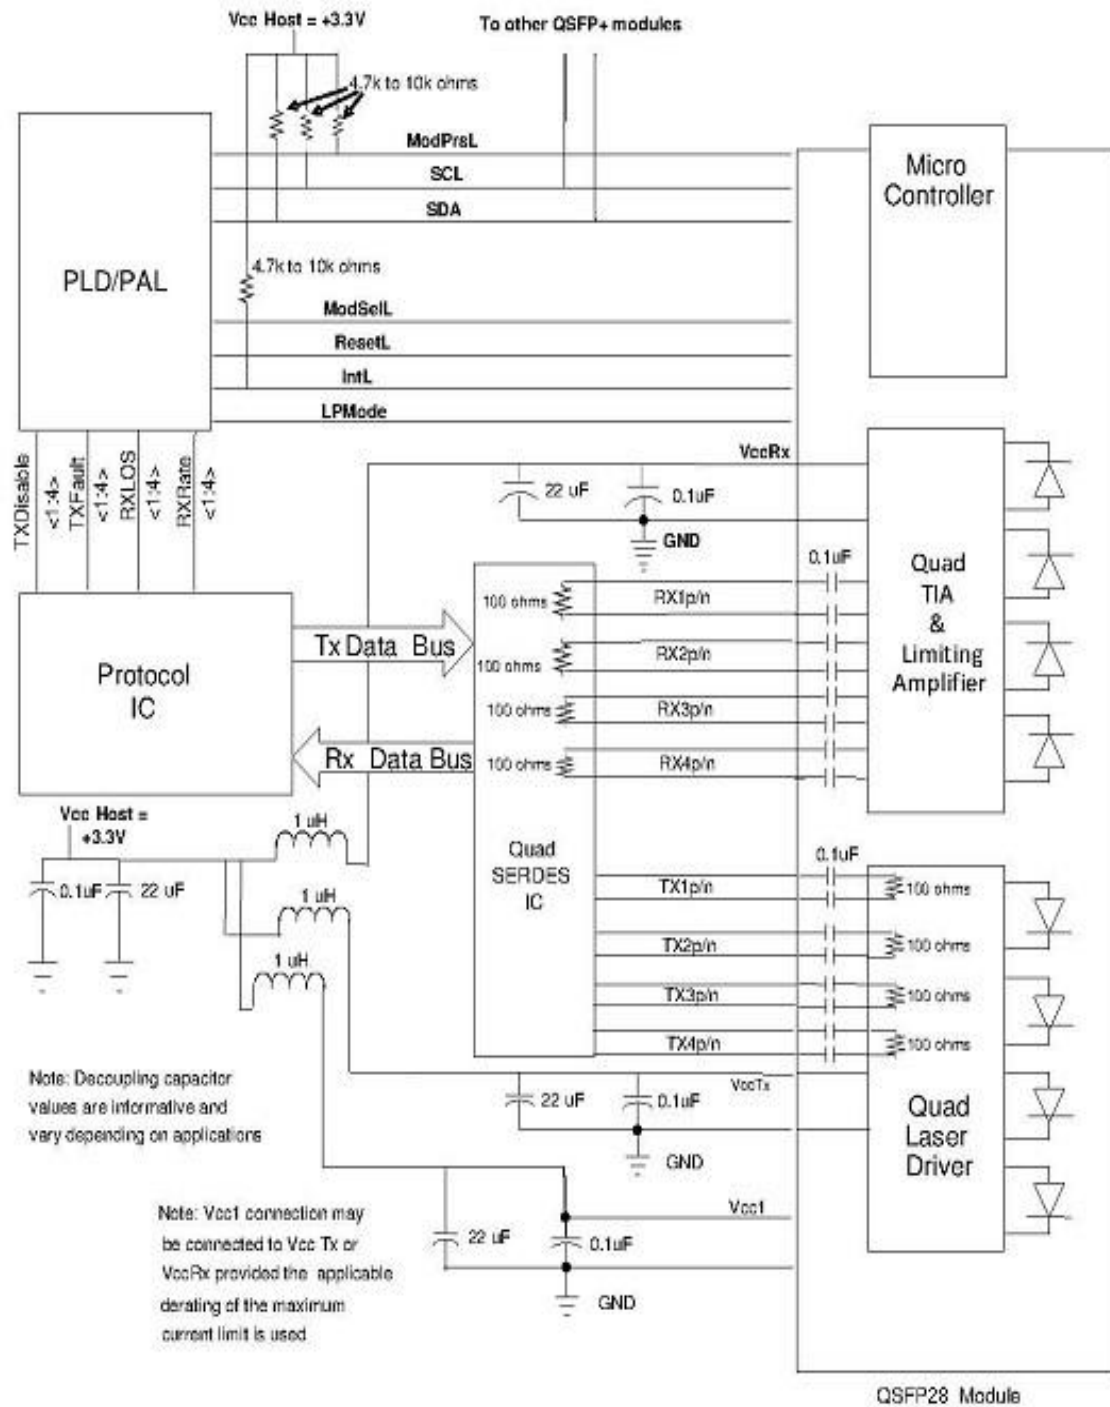 Vcc Host = +3.3V
To other QSFP+ modules
4.7k to 10k ohms
ModPrsL
SCL
SDA
PLD/PAL
4.7k to 10k ohms
ModSelL
ResetL
IntL
LPMode
Micro
Controller
TXDisable
<1:4>
TXFault
<1:4>
RXLOS
<1:4>
RXRate
<1:4>
VccRx
22 uF
0.1uF
GND
Protocol
IC
Tx Data Bus
Rx Data Bus
100 ohms
100 ohms
100 ohms
100 ohms
Quad
SERDES
IC
0.1uF
RX1p/n
RX2p/n
RX3p/n
RX4p/n
Quad
TIA
&
Limiting
Amplifier
Vcc Host =
+3.3V
0.1uF
22 uF
1 uH
1 uH
1 uH
0.1uF
TX1p/n
TX2p/n
TX3p/n
TX4p/n
100 ohms
100 ohms
100 ohms
100 ohms
Quad
Laser
Driver
Note: Decoupling capacitor
values are informative and
vary depending on applications
VccTx
22 uF
0.1uF
GND
Note: Vcc1 connection may
be connected to Vcc Tx or
VccRx provided the applicable
derating of the maximum
current limit is used
Vcc1
22 uF
0.1uF
GND
QSFP28 Module